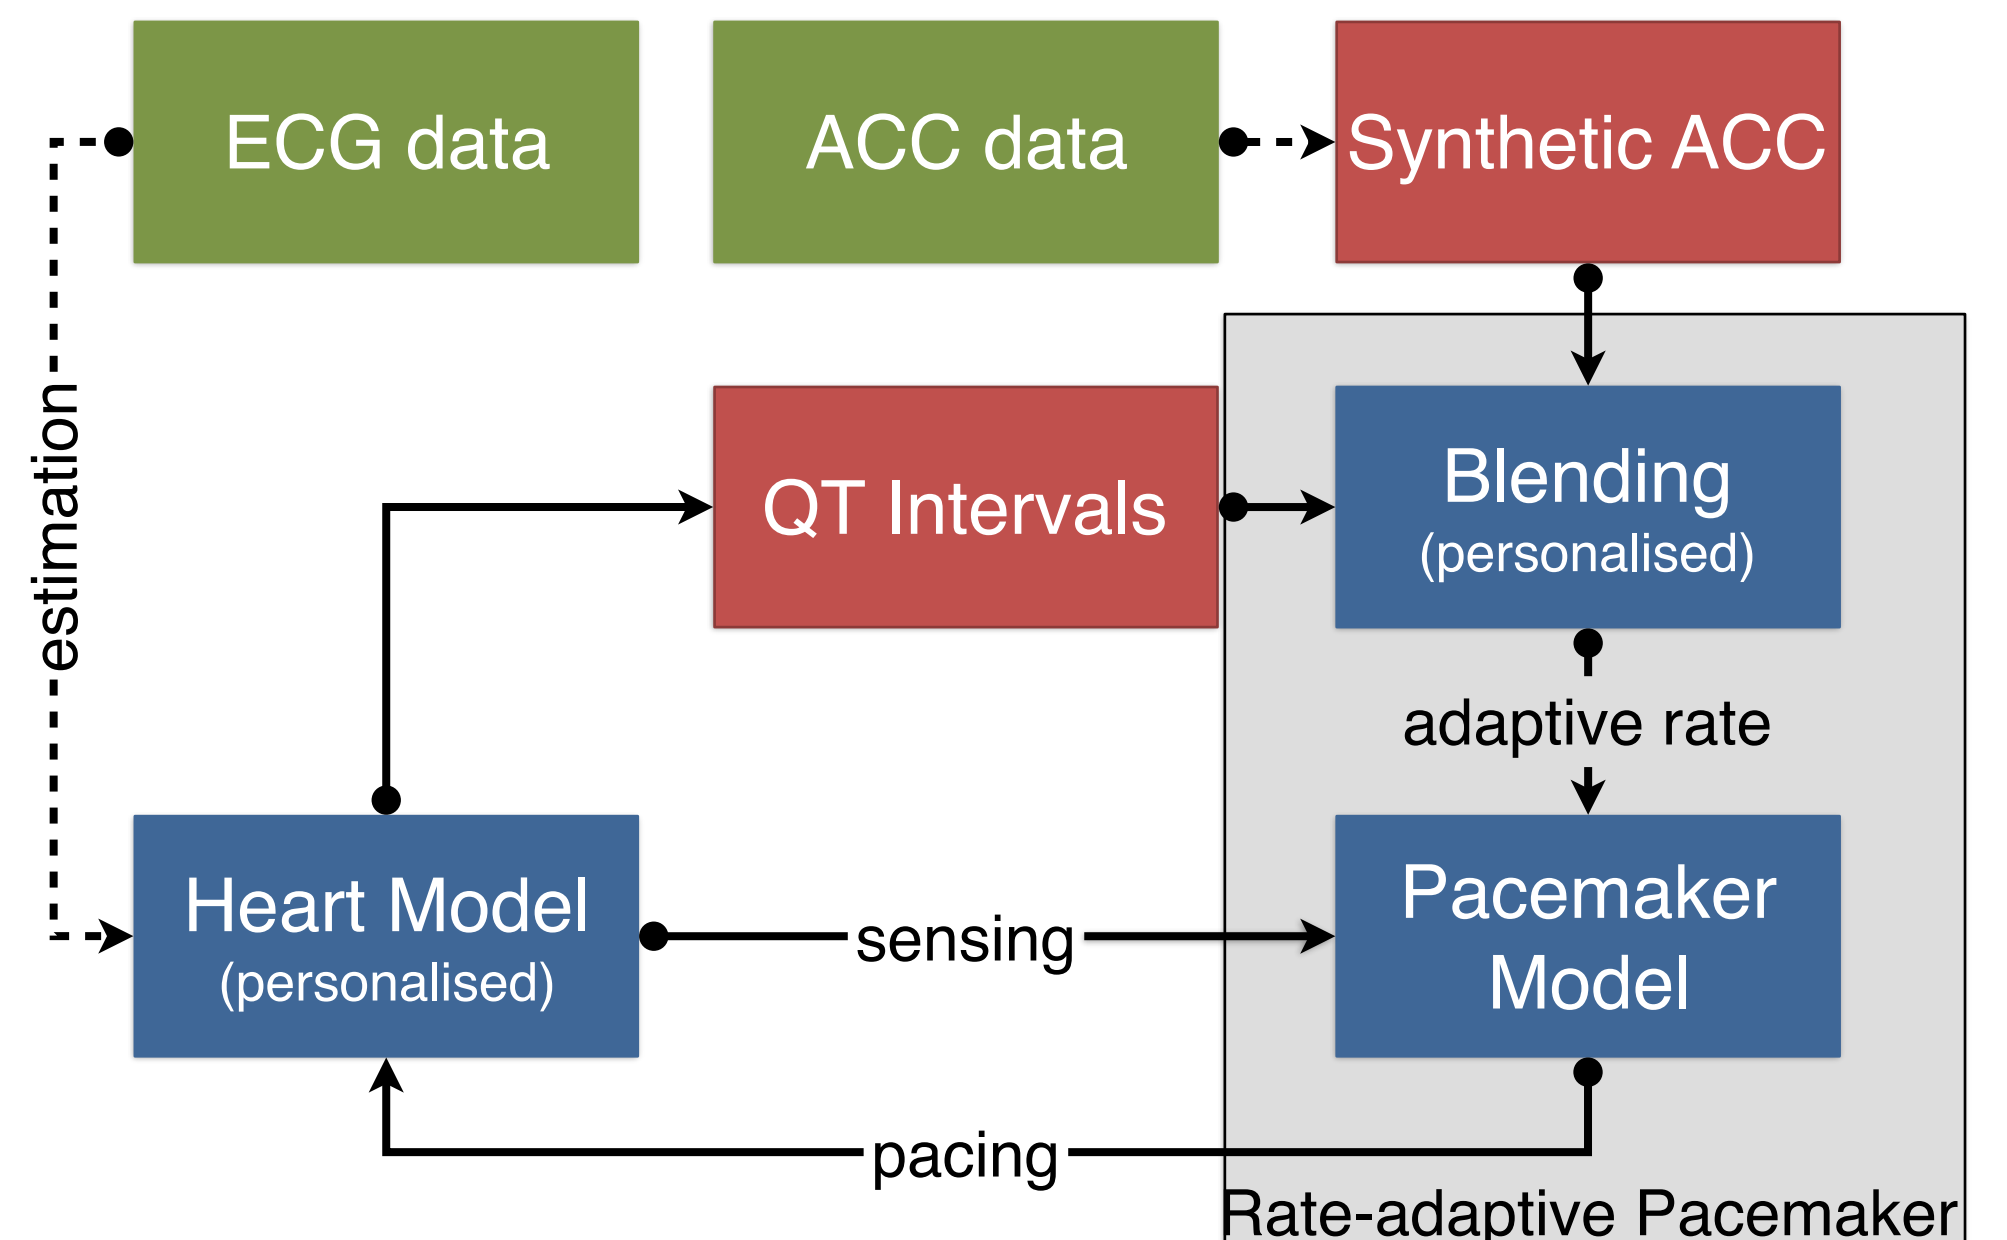 ECG data
ACC data
Synthetic ACC
estimation
QT Intervals
Blending
(personalised)
adaptive rate
Heart Model
(personalised)
sensing
Pacemaker
Model
pacing
Rate-adaptive Pacemaker